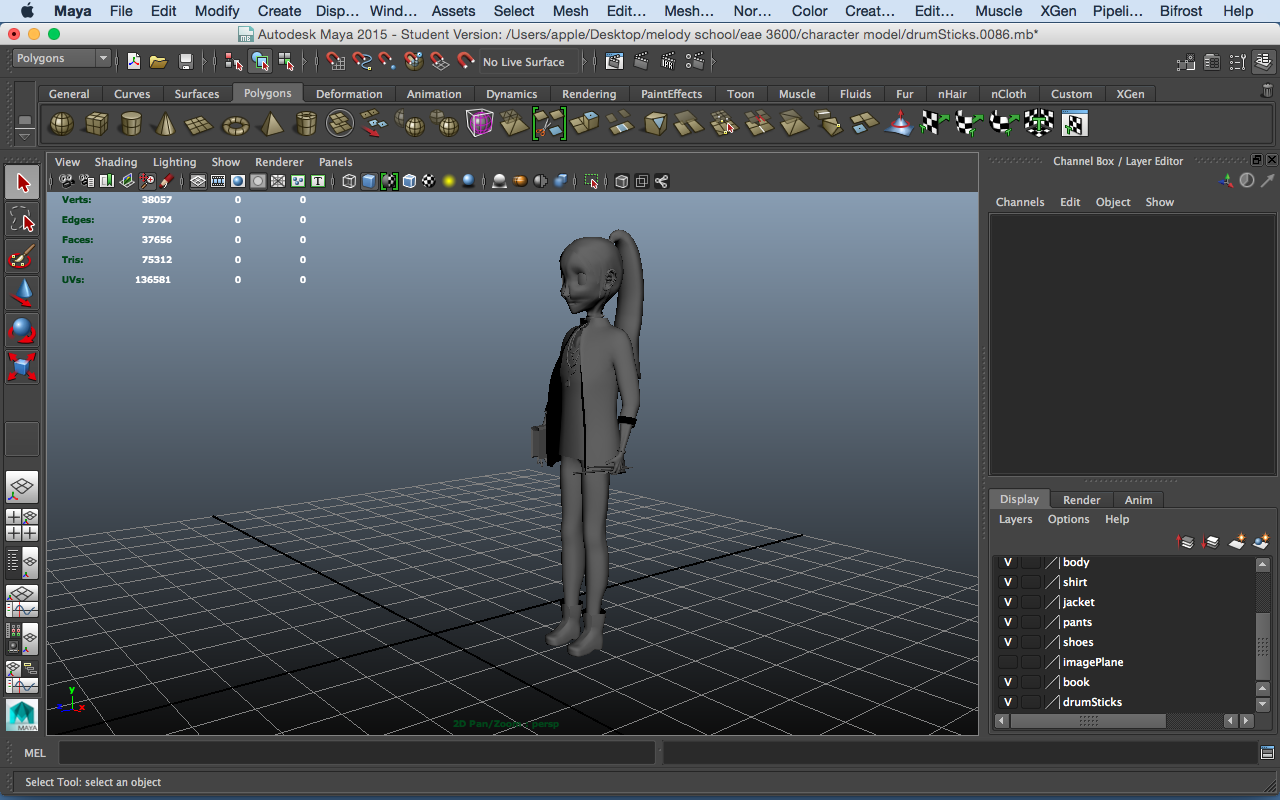 Maya File Edit Modify Create Disp... Wind... Assets Select Mesh Edit... Mesh... Nor... Color Creat... Edit... Muscle XGen Pipeli... Bifrost Help
Autodesk Maya 2015 - Student Version: /Users/apple/Desktop/melody school/eae 3600/character model/drumSticks.0086.mb*
Polygons No Live Surface
General Curves Surfaces Polygons Deformation Animation Dynamics Rendering PaintEffects Toon Muscle Fluids Fur nHair nCloth Custom XGen
View Shading Lighting Show Renderer Panels
Channel Box / Layer Editor
Channels Edit Object Show
Verts: 38057 0 0
Edges: 75704 0 0
Faces: 37656 0 0
Tris: 75312 0 0
UVs: 136581 0 0
Display Render Anim
Layers Options Help
V body
V shirt
V jacket
V pants
V shoes
imagePlane
V book
V drumSticks
y
z x
2D Pan/Zoom : persp
MAYA
MEL
Select Tool: select an object